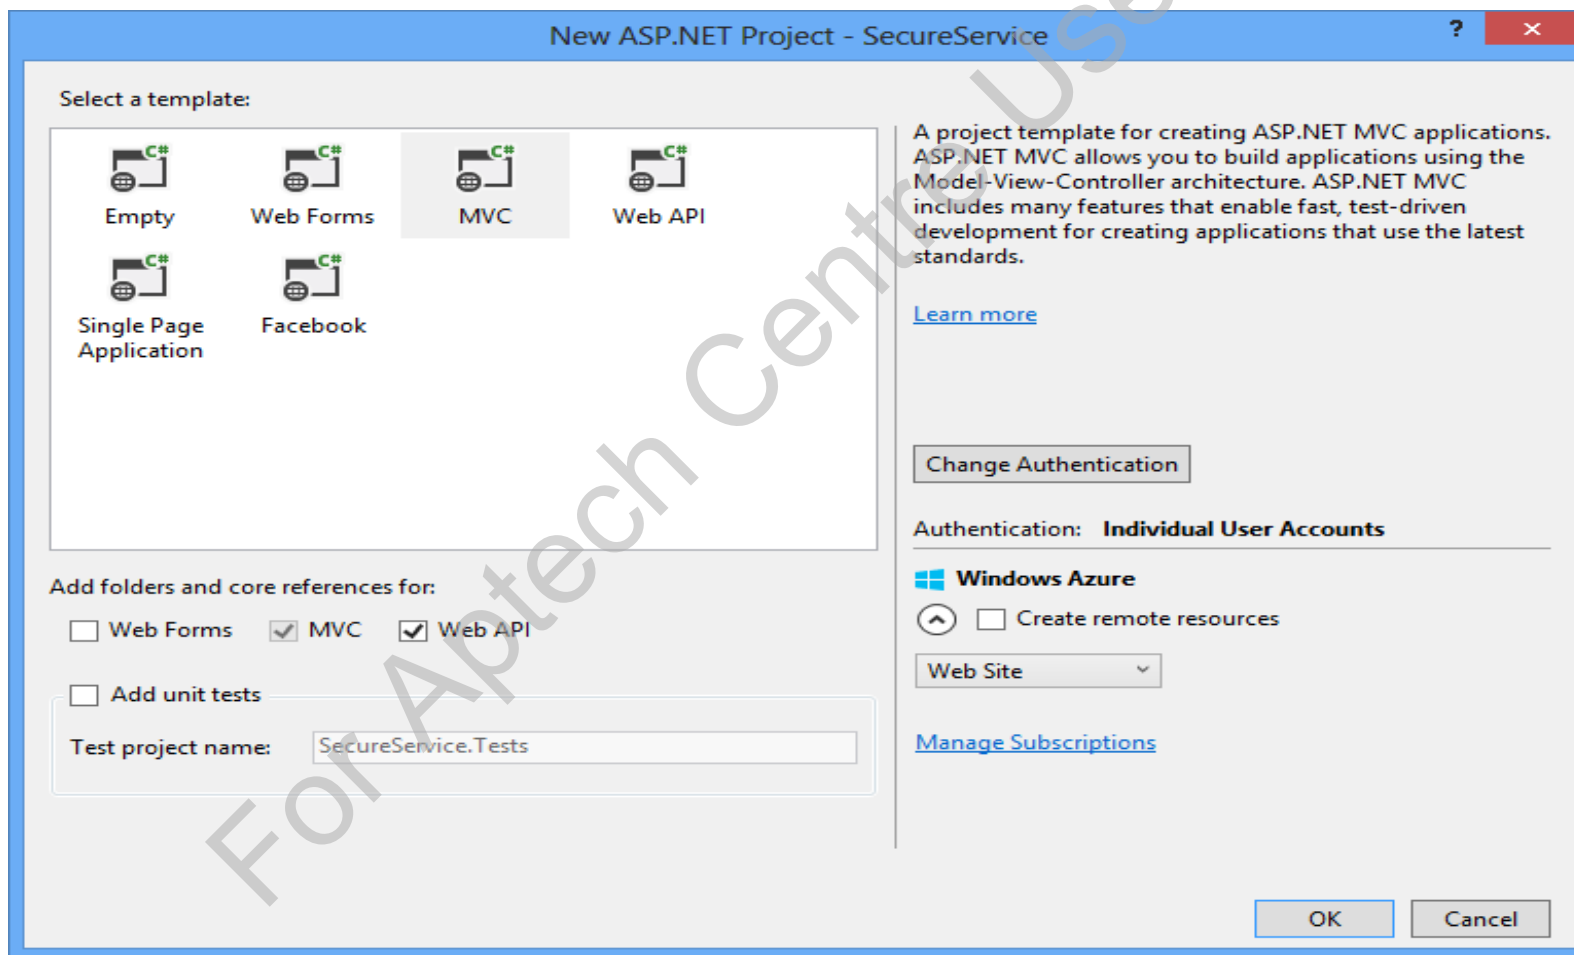 New ASP.NET Project - SecureService
?
Select a template:
C#
C#
C#
C#
Empty
Web Forms
MVC
Web API
C#
C#
Single Page
Application
Facebook
A project template for creating ASP.NET MVC applications.
ASP.NET MVC allows you to build applications using the
Model-View-Controller architecture. ASP.NET MVC
includes many features that enable fast, test-driven
development for creating applications that use the latest
standards.
Learn more
Change Authentication
Authentication: Individual User Accounts
Windows Azure
Create remote resources
Web Site
Manage Subscriptions
Add folders and core references for:
Web Forms
MVC
Web API
Add unit tests
Test project name:
SecureService.Tests
OK
Cancel
For Aptech Centre Use